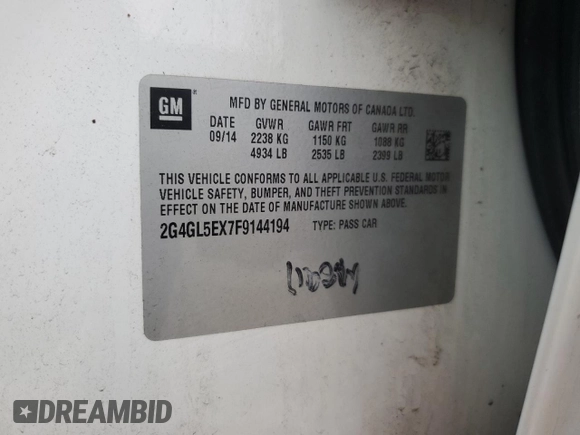 GM
MFD BY GENERAL MOTORS OF CANADA LTD.
DATE GVWR GAWR FRT GAWR RR
09/14 2238 KG 1150 KG 1088 KG
4934 LB 2535 LB 2399 LB
THIS VEHICLE CONFORMS TO ALL APPLICABLE U.S. FEDERAL MOTOR
VEHICLE SAFETY, BUMPER, AND THEFT PREVENTION STANDARDS IN
EFFECT ON THE DATE OF MANUFACTURE SHOWN ABOVE.
2G4GL5EX7F9144194 TYPE: PASS CAR
DREAMBID